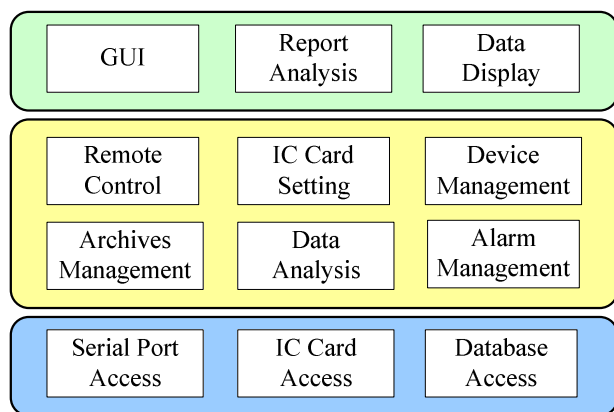 GUI
Report
Analysis
Data
Display
Remote
Control
IC Card
Setting
Device
Management
Archives
Management
Data
Analysis
Alarm
Management
Serial Port
Access
IC Card
Access
Database
Access